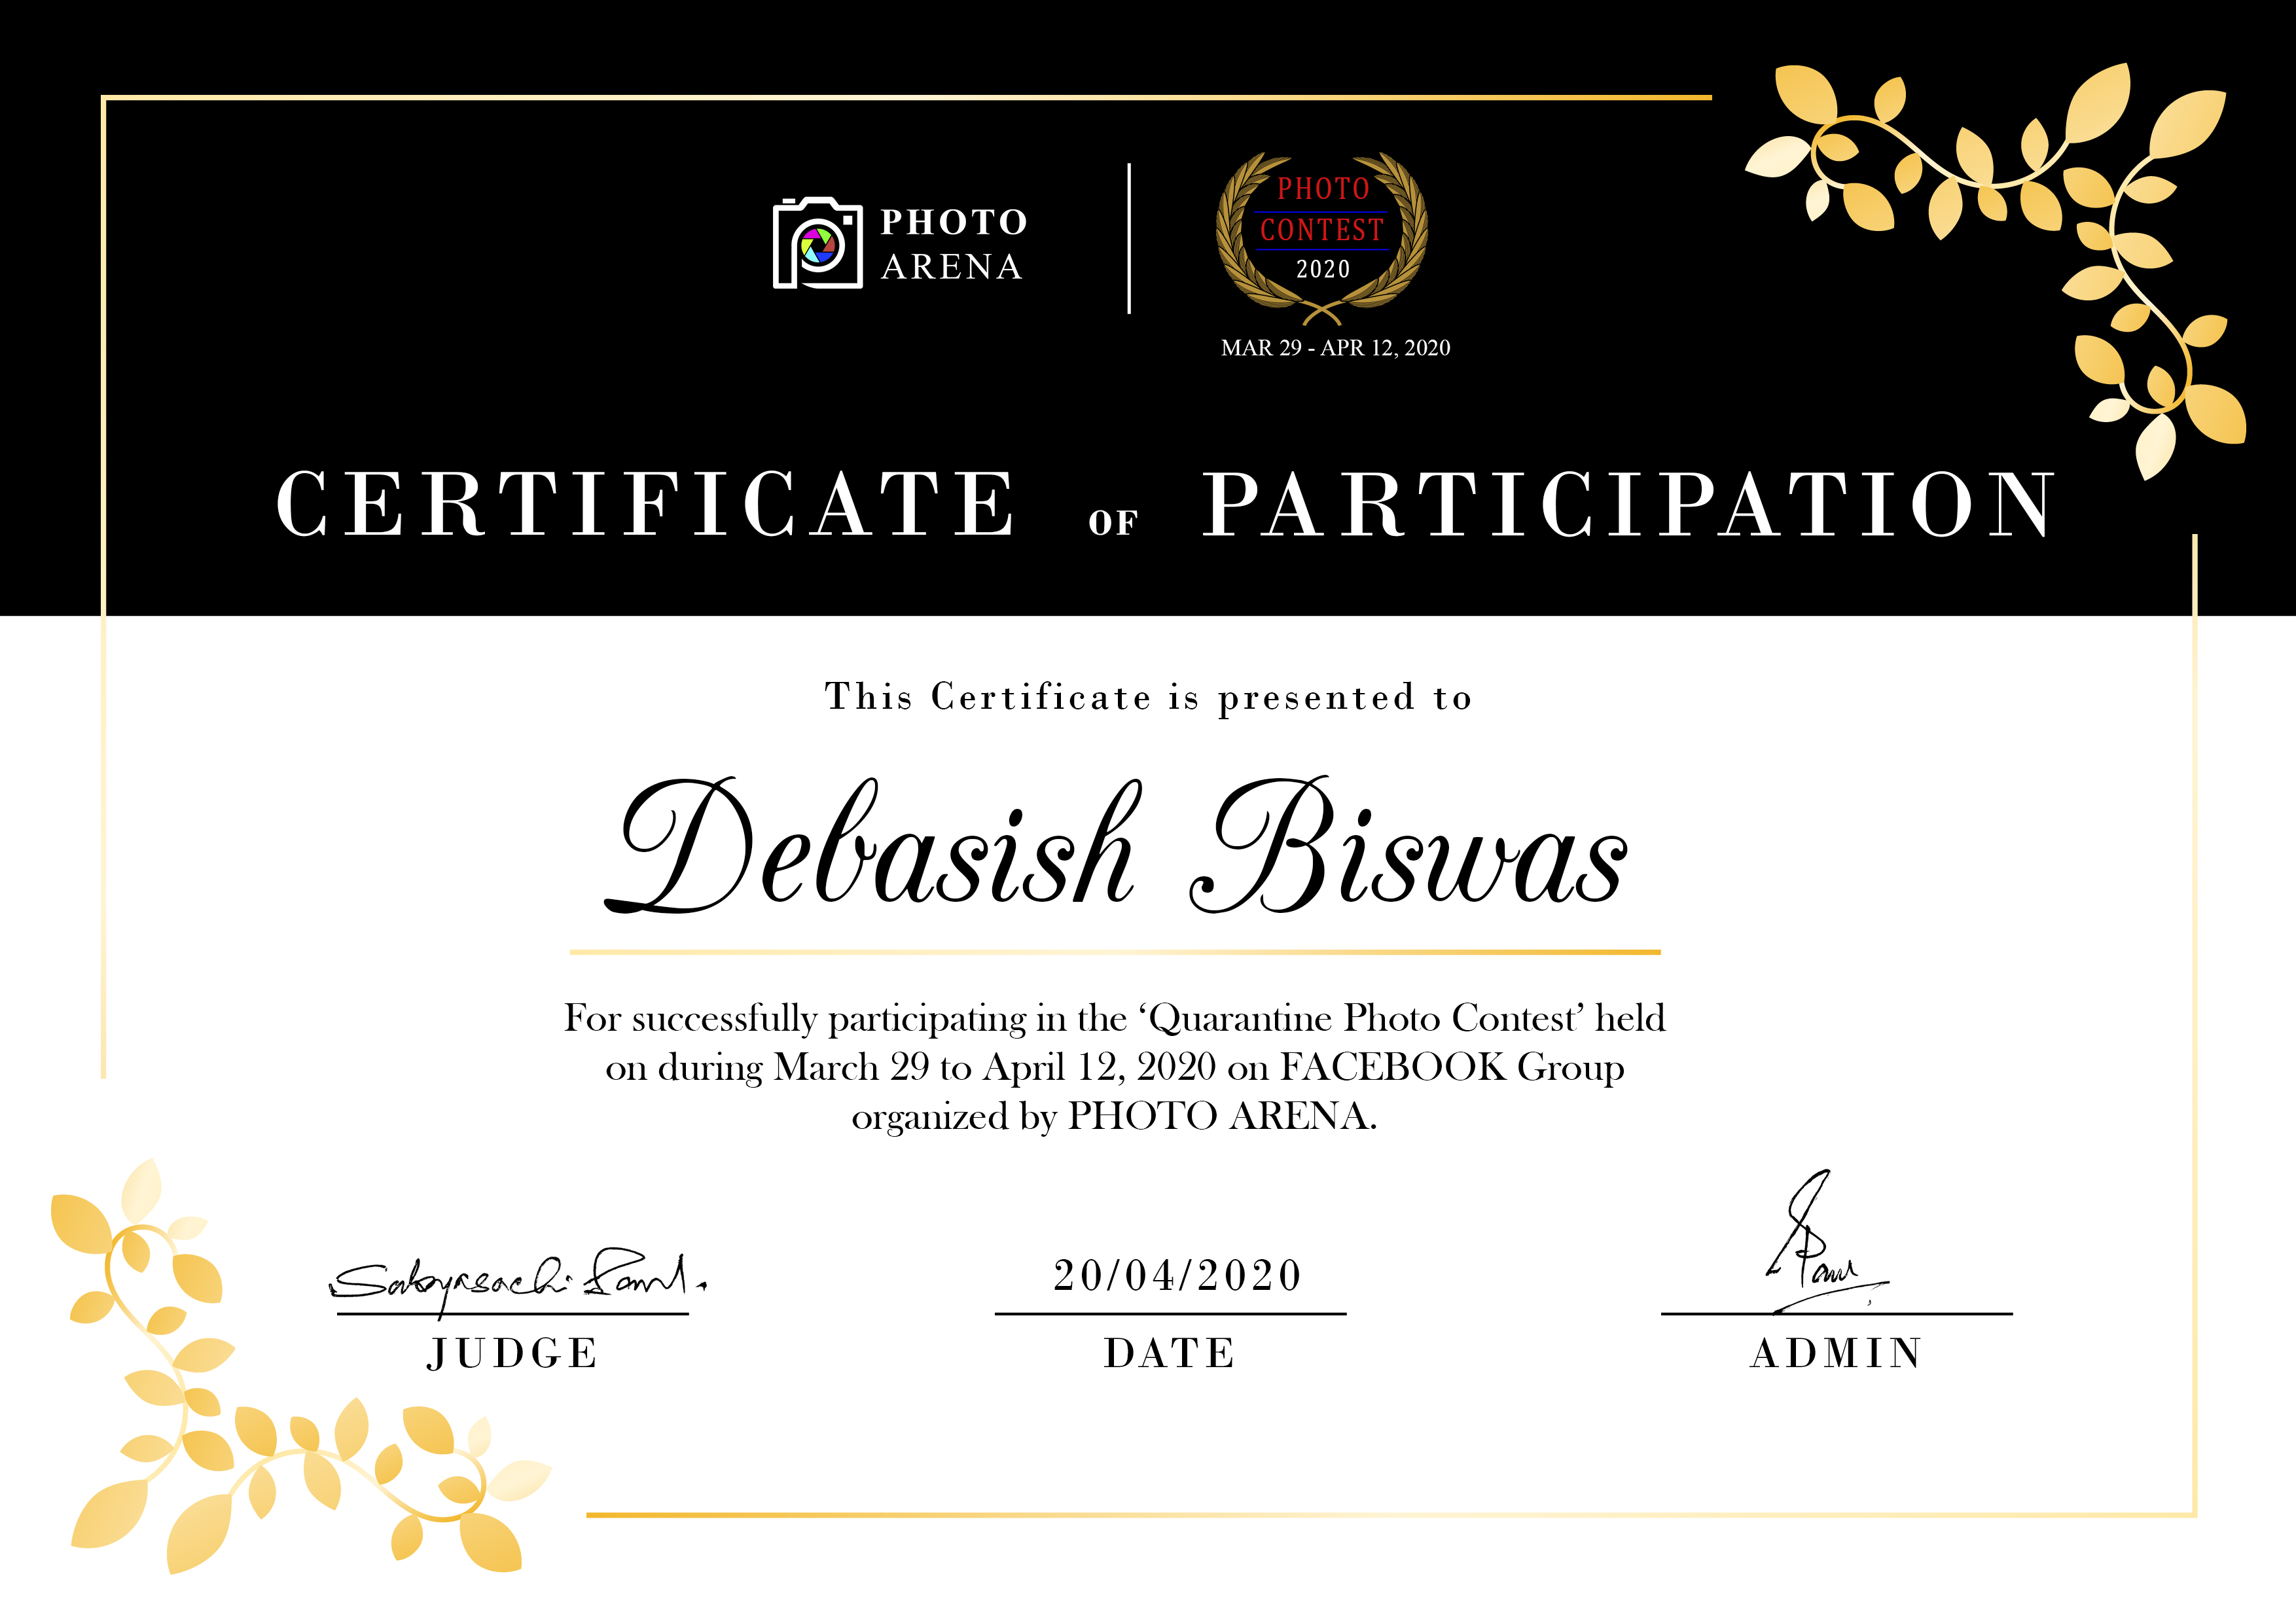 PHOTO
ARENA
PHOTO
CONTEST
2020
MAR 29 - APR 12, 2020
CERTIFICATE OF PARTICIPATION
This Certificate is presented to
Debasish Biswas
For successfully participating in the ‘Quarantine Photo Contest’ held
on during March 29 to April 12, 2020 on FACEBOOK Group
organized by PHOTO ARENA.
Sabyasachi
20/04/2020
JUDGE
DATE
ADMIN